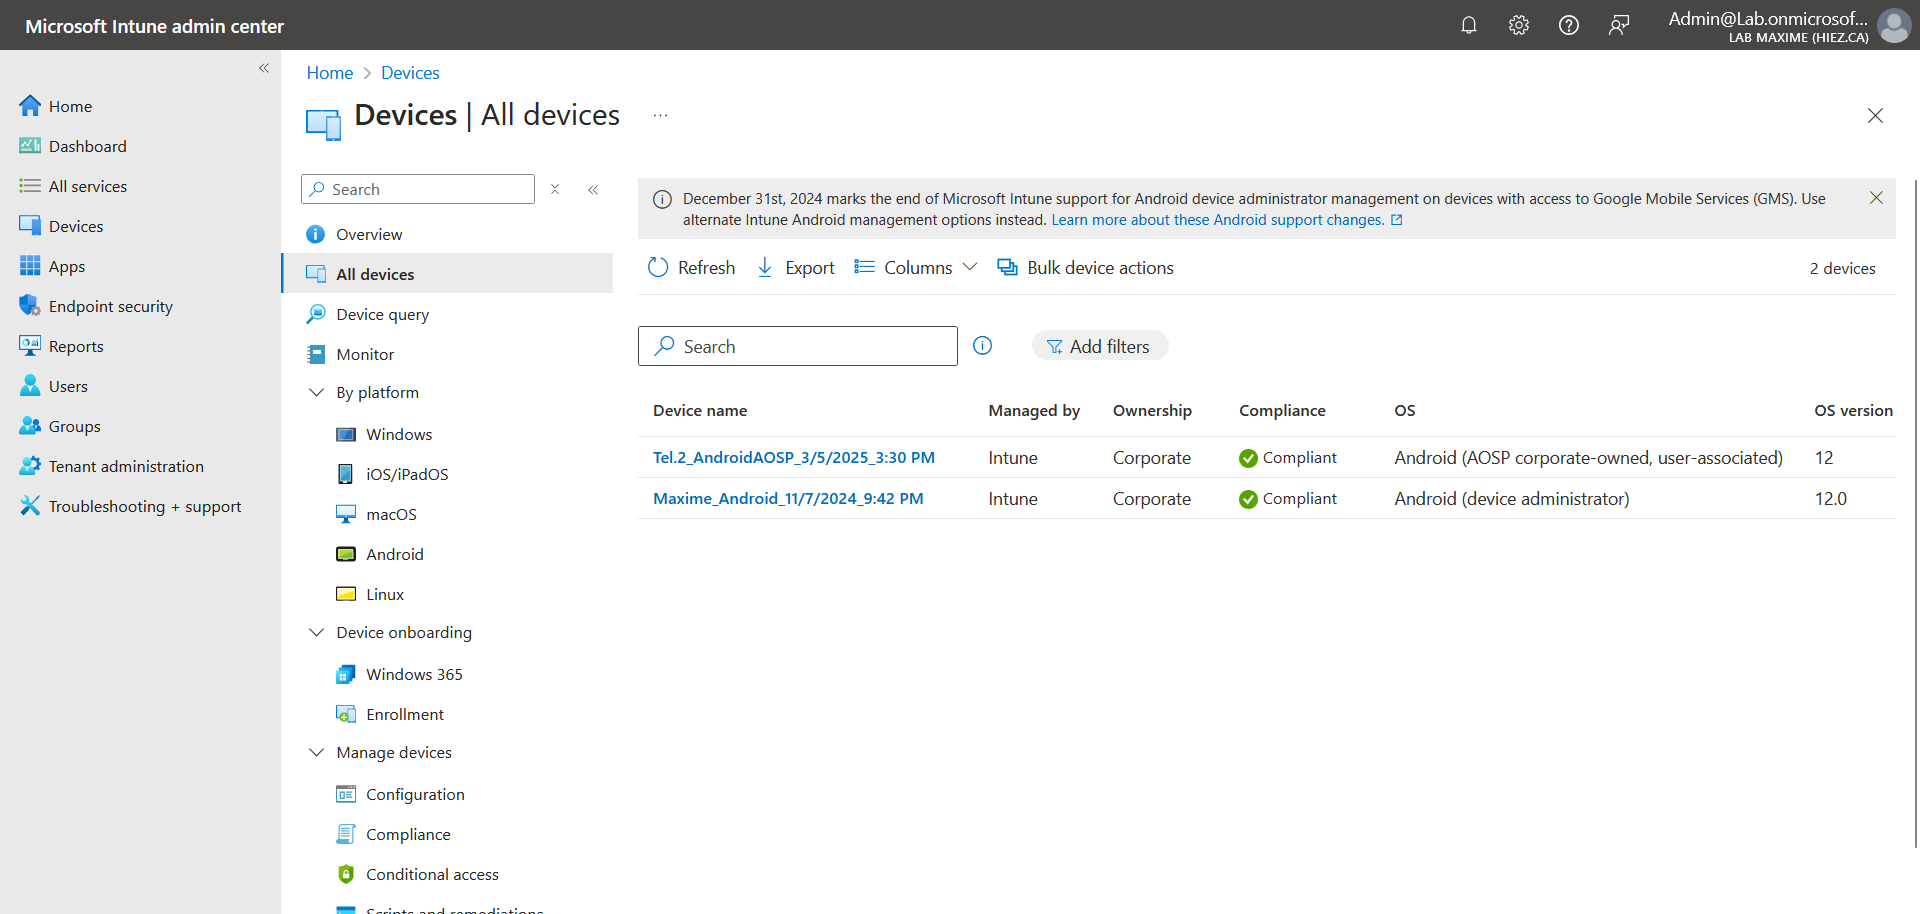 Microsoft Intune admin center
Admin@Lab.onmicrosof...
LAB MAXIME (HIEZ.CA)
Home
Dashboard
All services
Devices
Apps
Endpoint security
Reports
Users
Groups
Tenant administration
Troubleshooting + support
Home > Devices
Devices | All devices
...
Search
Overview
All devices
Device query
Monitor
By platform
Windows
iOS/iPadOS
macOS
Android
Linux
Device onboarding
Windows 365
Enrollment
Manage devices
Configuration
Compliance
Conditional access
Scripts and remediations
December 31st, 2024 marks the end of Microsoft Intune support for Android device administrator management on devices with access to Google Mobile Services (GMS). Use
alternate Intune Android management options instead. Learn more about these Android support changes.
Refresh Export Columns Bulk device actions 2 devices
Search Add filters
Device name Managed by Ownership Compliance OS OS version
Tel.2_AndroidAOSP_3/5/2025_3:30 PM Intune Corporate Compliant Android (AOSP corporate-owned, user-associated) 12
Maxime_Android_11/7/2024_9:42 PM Intune Corporate Compliant Android (device administrator) 12.0